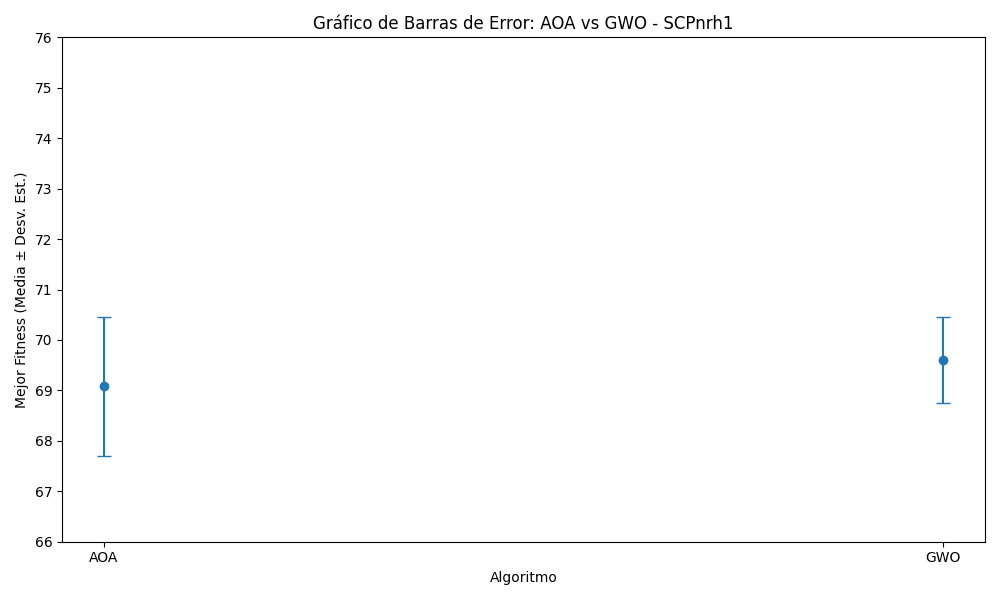 Gráfico de Barras de Error: AOA vs GWO - SCPnrh1
Mejor Fitness (Media ± Desv. Est.)
76
75
74
73
72
71
70
69
68
67
66
AOA
GWO
Algoritmo